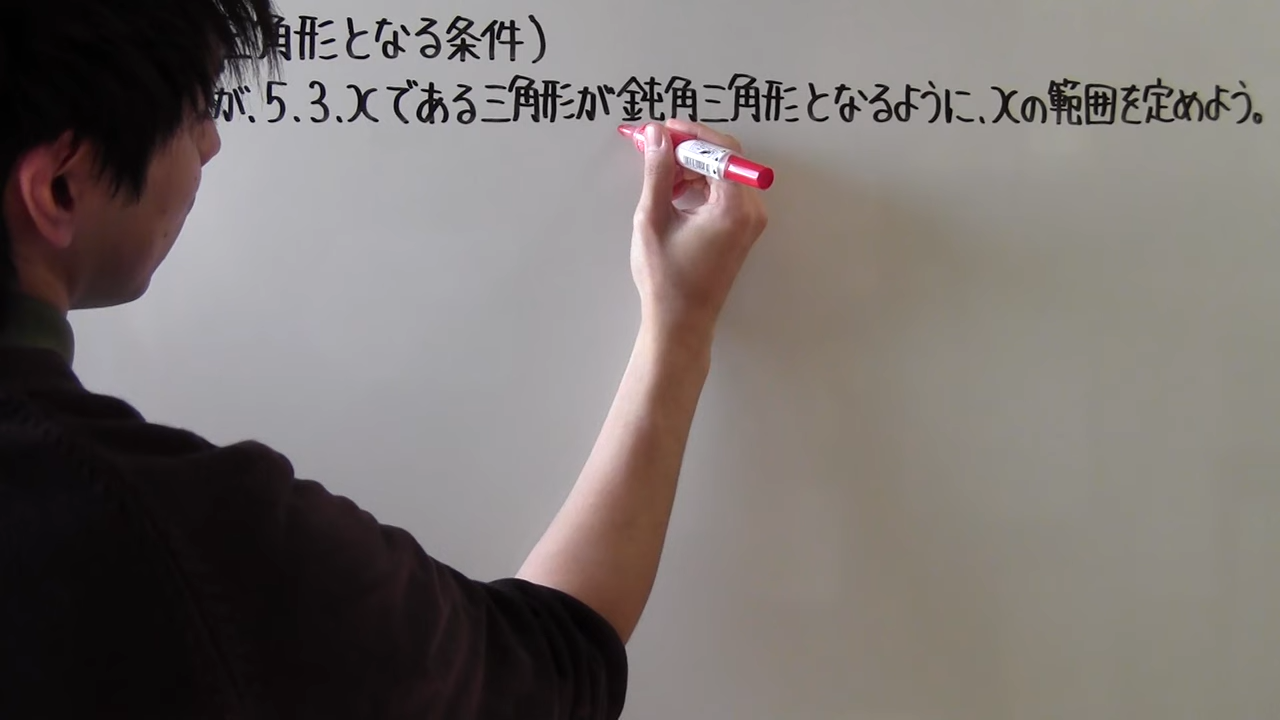 三角形となる条件)
が、5、3、xである三角形が鈍角三角形となるように、xの範囲を定めよう。